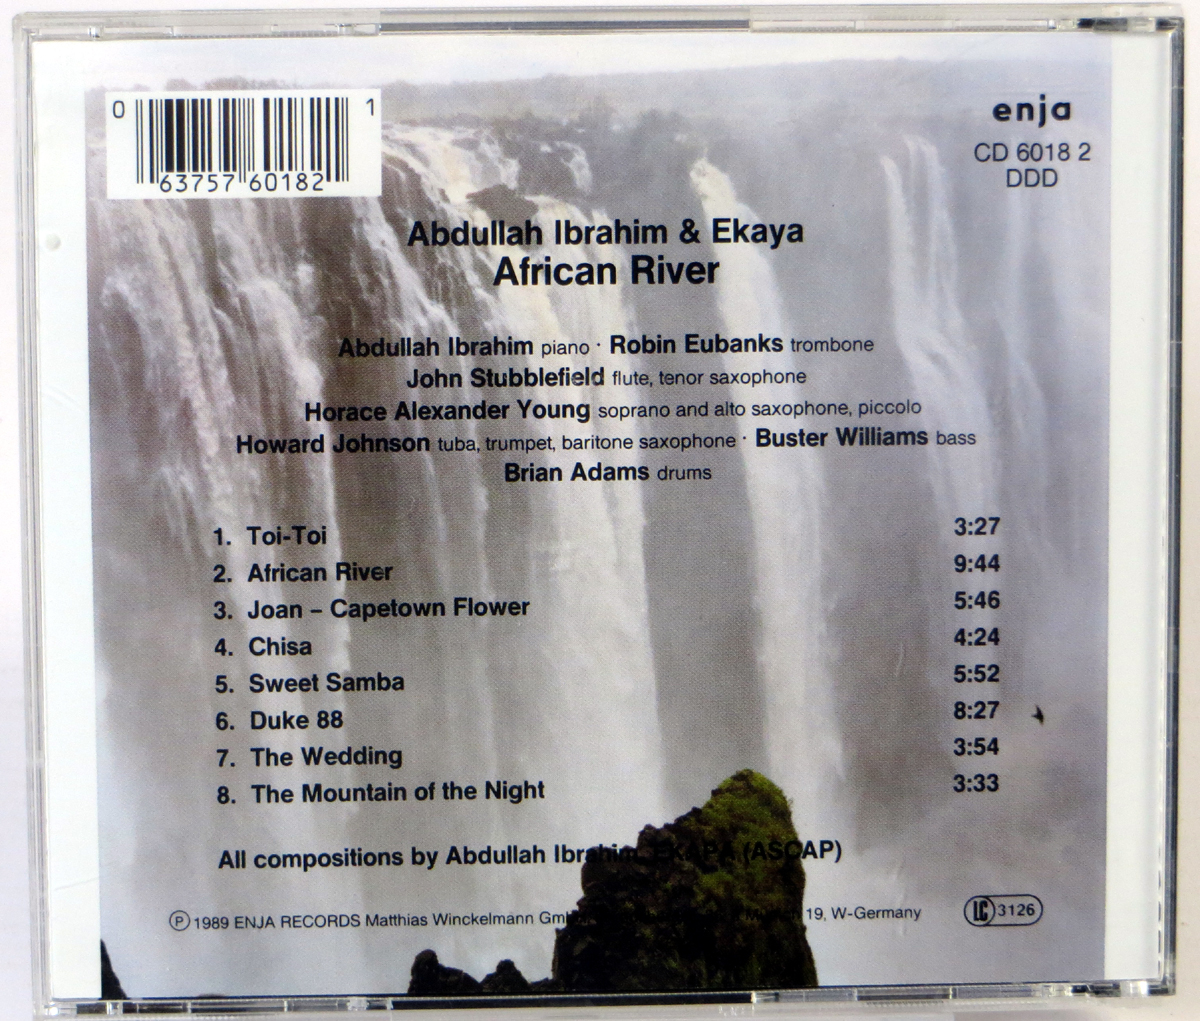 0 63757 60182 1
enja
CD 6018 2
DDD
Abdullah Ibrahim & Ekaya
African River
Abdullah Ibrahim piano · Robin Eubanks trombone
John Stubblefield flute, tenor saxophone
Horace Alexander Young soprano and alto saxophone, piccolo
Howard Johnson tuba, trumpet, baritone saxophone · Buster Williams bass
Brian Adams drums
1. Toi-Toi 3:27
2. African River 9:44
3. Joan – Capetown Flower 5:46
4. Chisa 4:24
5. Sweet Samba 5:52
6. Duke 88 8:27
7. The Wedding 3:54
8. The Mountain of the Night 3:33
All compositions by Abdullah Ibrahim, EKAPA (ASCAP)
Ⓟ 1989 ENJA RECORDS Matthias Winckelmann 19, W-Germany
LC 3126